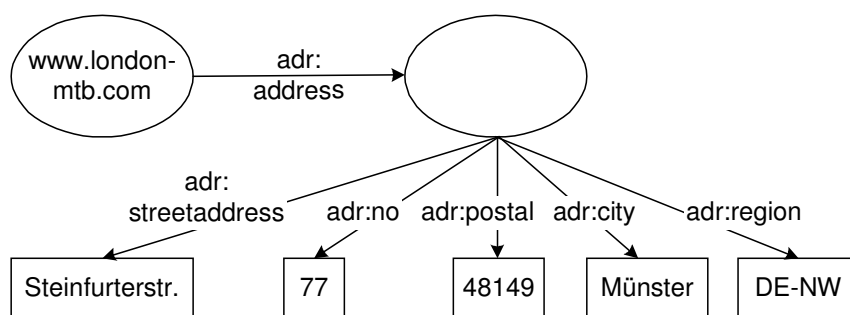 www.london-
mtb.com
adr:
address
adr:
streetaddress
adr:no
adr:postal
adr:city
adr:region
Steinfurterstr.
77
48149
Münster
DE-NW